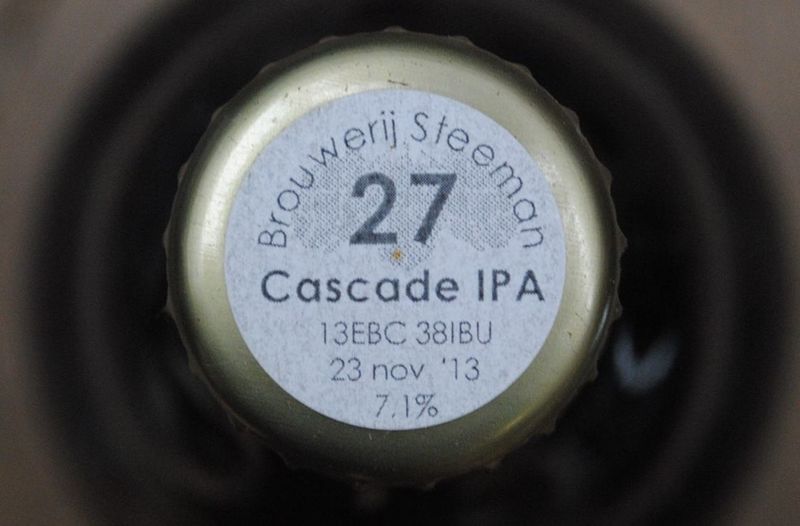 Brouwerij Steeman
27
Cascade IPA
13EBC 38IBU
23 nov '13
7.1%